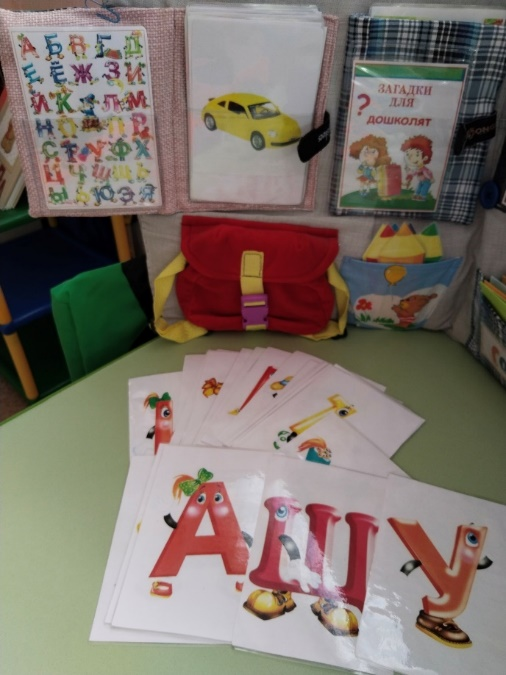 А Б В Г Д
Е Ё Ж З И
Й К Л М
Н О П Р
С Т У Ф Х
Ц Ч Ш Щ Ъ
Ы Ь Э Ю Я
ЗАГАДКИ
ДЛЯ
ДОШКОЛЯТ
?
А Ш У